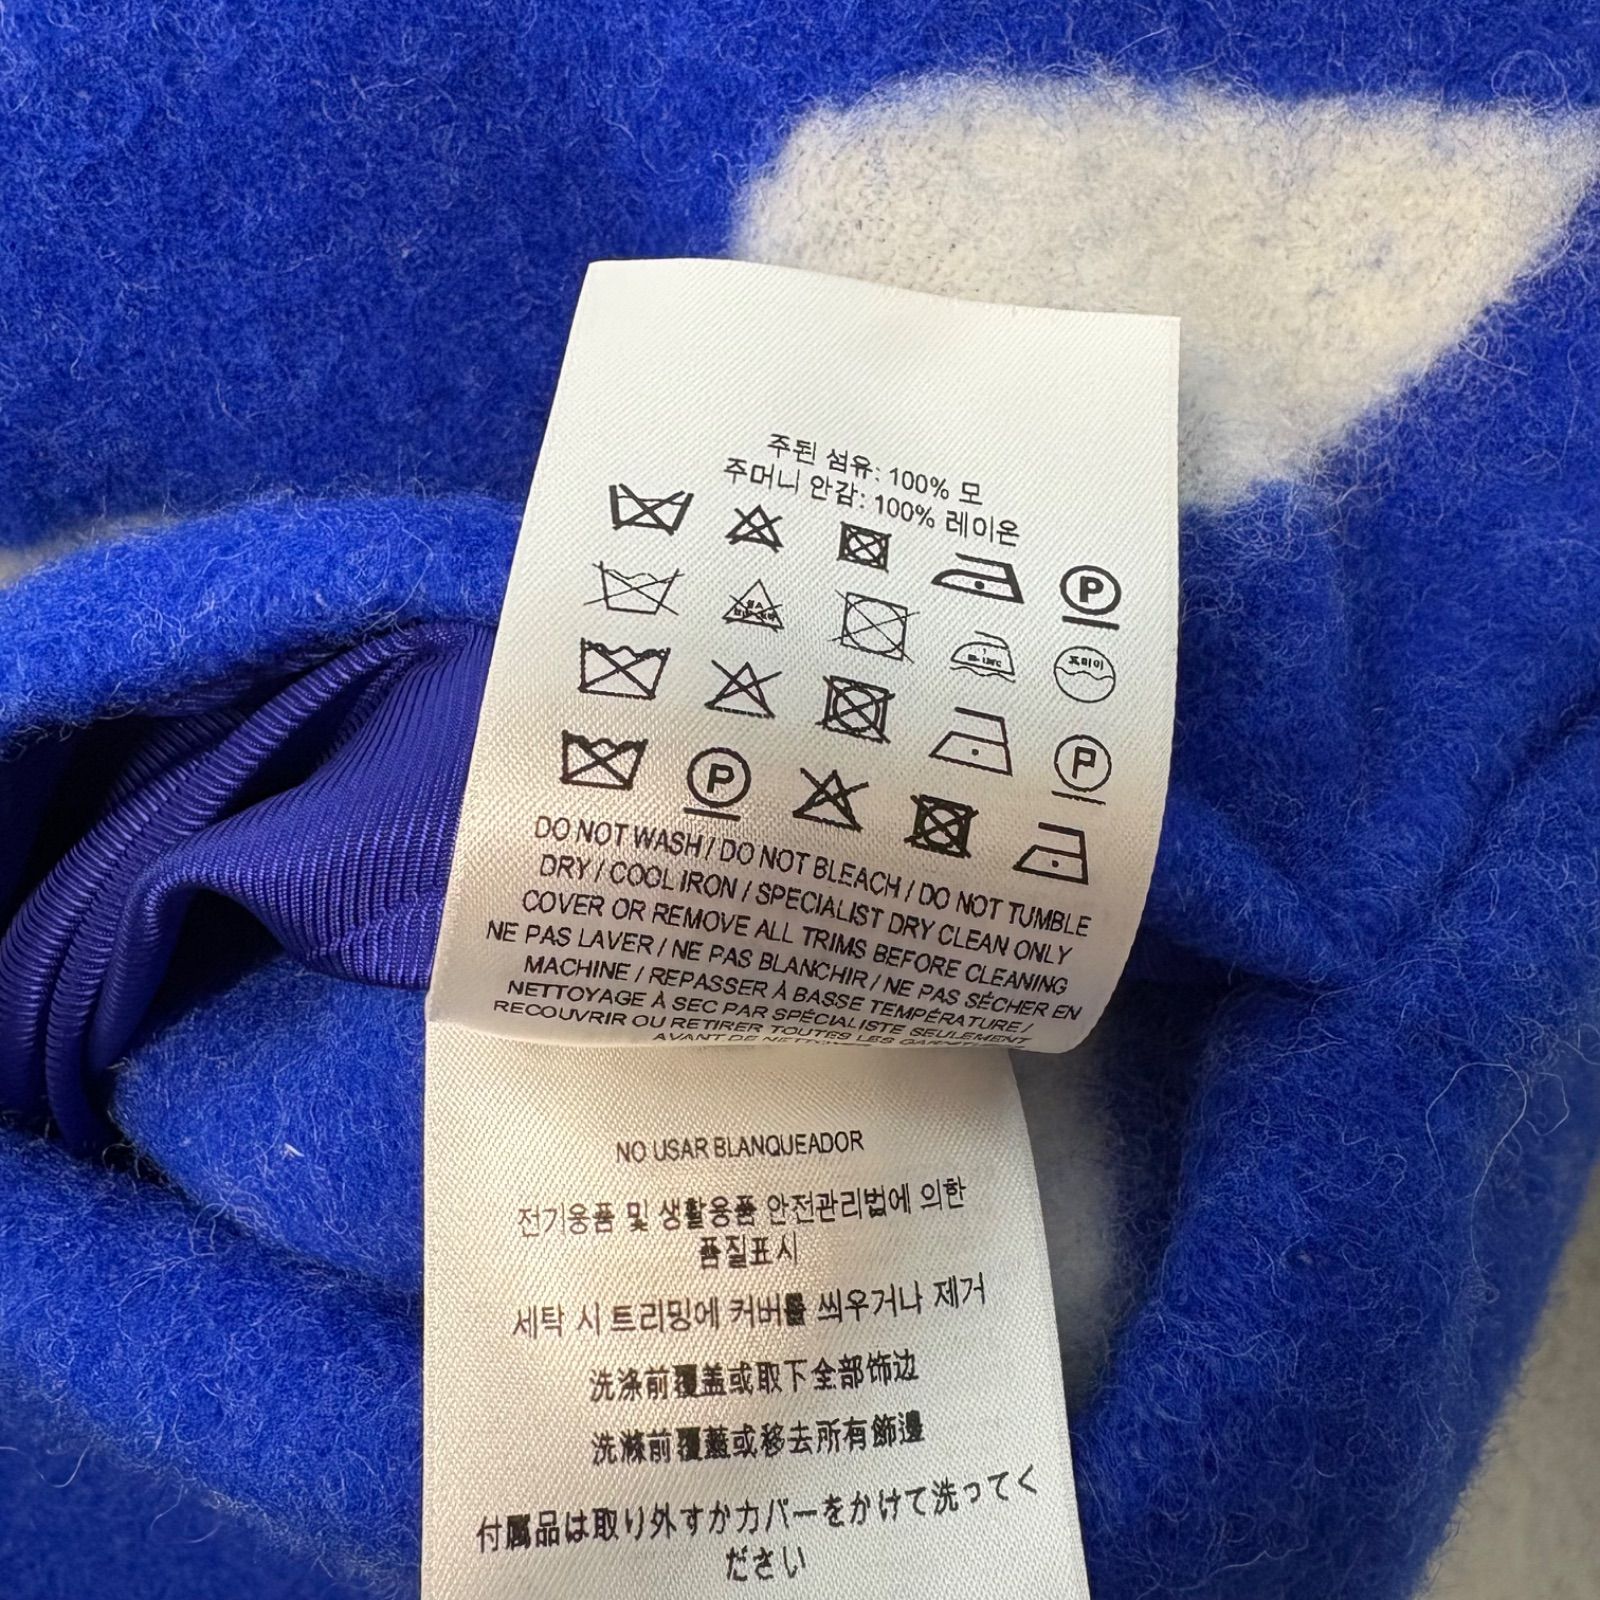 주된 섬유: 100% 모
주머니 안감: 100% 레이온
P
드라이
P
P
DO NOT WASH / DO NOT BLEACH / DO NOT TUMBLE
DRY / COOL IRON / SPECIALIST DRY CLEAN ONLY
COVER OR REMOVE ALL TRIMS BEFORE CLEANING
NE PAS LAVER / NE PAS BLANCHIR / NE PAS SÉCHER EN
MACHINE / REPASSER À BASSE TEMPÉRATURE /
NETTOYAGE À SEC PAR SPÉCIALISTE SEULEMENT
RECOUVRIR OU RETIRER TOUTES LES GARNITURES
AVANT DE NETTOYER
NO USAR BLANQUEADOR
전기용품 및 생활용품 안전관리법에 의한
품질표시
세탁 시 트리밍에 커버를 씌우거나 제거
洗涤前覆盖或取下全部饰边
洗滌前覆蓋或移去所有飾邊
付属品は取り外すかカバーをかけて洗ってく
ださい